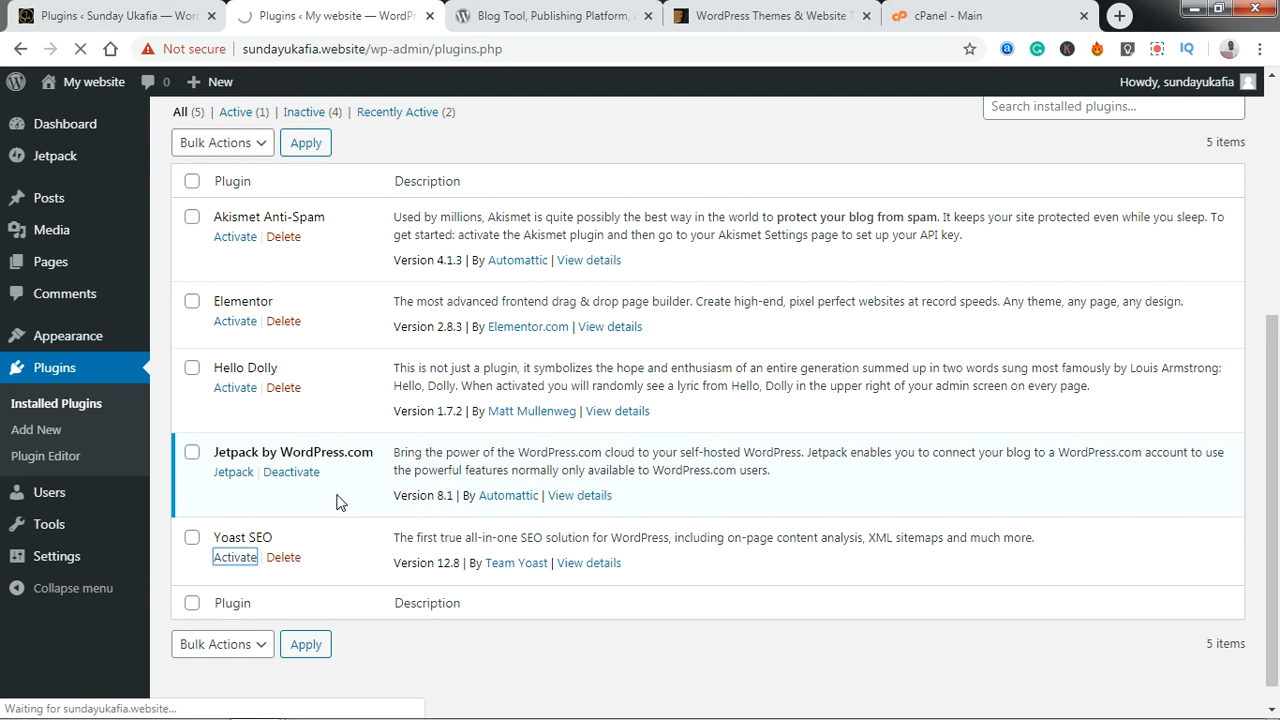 Plugins ‹ Sunday Ukafia — Wor
Plugins ‹ My website — WordPr
Blog Tool, Publishing Platform, a
WordPress Themes & Website T
cPanel - Main
Not secure
sundayukafia.website/wp-admin/plugins.php
My website
0
New
Howdy, sundayukafia
Dashboard
Jetpack
Posts
Media
Pages
Comments
Appearance
Plugins
Installed Plugins
Add New
Plugin Editor
Users
Tools
Settings
Collapse menu
All (5) | Active (1) | Inactive (4) | Recently Active (2)
Search installed plugins...
Bulk Actions
Apply
5 items
Plugin
Description
Akismet Anti-Spam
Activate | Delete
Used by millions, Akismet is quite possibly the best way in the world to protect your blog from spam. It keeps your site protected even while you sleep. To
get started: activate the Akismet plugin and then go to your Akismet Settings page to set up your API key.
Version 4.1.3 | By Automattic | View details
Elementor
Activate | Delete
The most advanced frontend drag & drop page builder. Create high-end, pixel perfect websites at record speeds. Any theme, any page, any design.
Version 2.8.3 | By Elementor.com | View details
Hello Dolly
Activate | Delete
This is not just a plugin, it symbolizes the hope and enthusiasm of an entire generation summed up in two words sung most famously by Louis Armstrong:
Hello, Dolly. When activated you will randomly see a lyric from Hello, Dolly in the upper right of your admin screen on every page.
Version 1.7.2 | By Matt Mullenweg | View details
Jetpack by WordPress.com
Jetpack | Deactivate
Bring the power of the WordPress.com cloud to your self-hosted WordPress. Jetpack enables you to connect your blog to a WordPress.com account to use
the powerful features normally only available to WordPress.com users.
Version 8.1 | By Automattic | View details
Yoast SEO
Activate | Delete
The first true all-in-one SEO solution for WordPress, including on-page content analysis, XML sitemaps and much more.
Version 12.8 | By Team Yoast | View details
Plugin
Description
Bulk Actions
Apply
5 items
Waiting for sundayukafia.website...